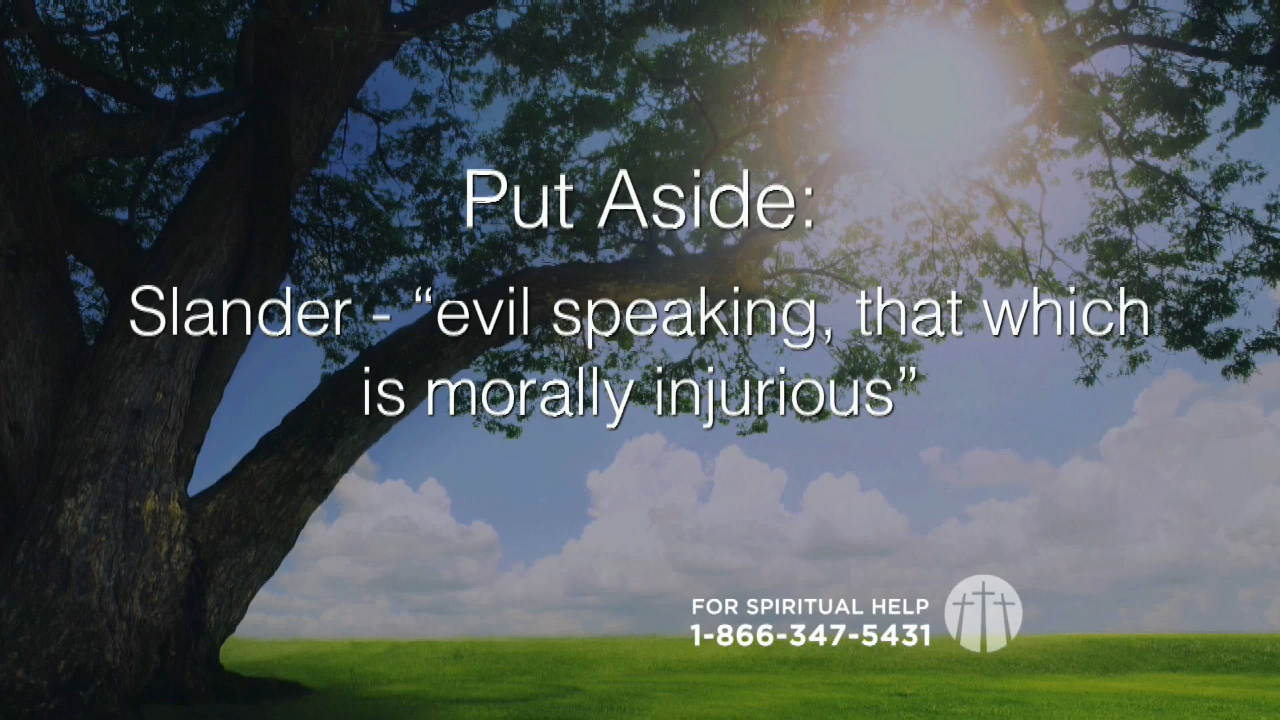 Put Aside:
Slander - “evil speaking, that which
is morally injurious”
FOR SPIRITUAL HELP
1-866-347-5431